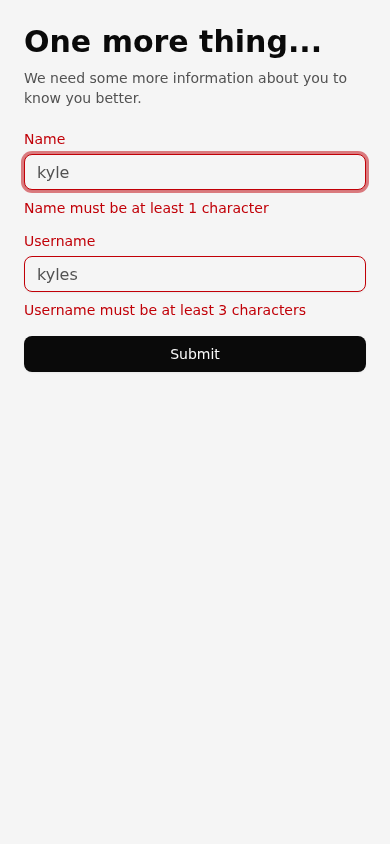 One more thing...
We need some more information about you to
know you better.
Name
kyle
Name must be at least 1 character
Username
kyles
Username must be at least 3 characters
Submit